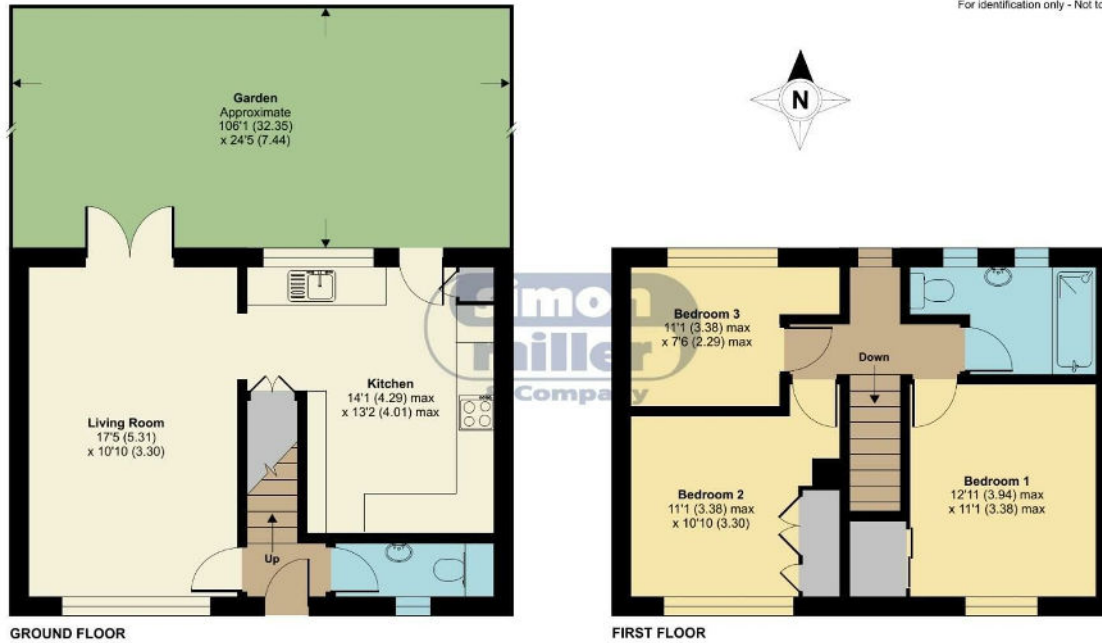 For identification only - Not to
N
Garden
Approximate
106'1 (32.35)
x 24'5 (7.44)
simon
miller
& Company
Living Room
17'5 (5.31)
x 10'10 (3.30)
Kitchen
14'1 (4.29) max
x 13'2 (4.01) max
Up
GROUND FLOOR
Bedroom 3
11'1 (3.38) max
x 7'6 (2.29) max
Down
Bedroom 2
11'1 (3.38) max
x 10'10 (3.30)
Bedroom 1
12'11 (3.94) max
x 11'1 (3.38) max
FIRST FLOOR